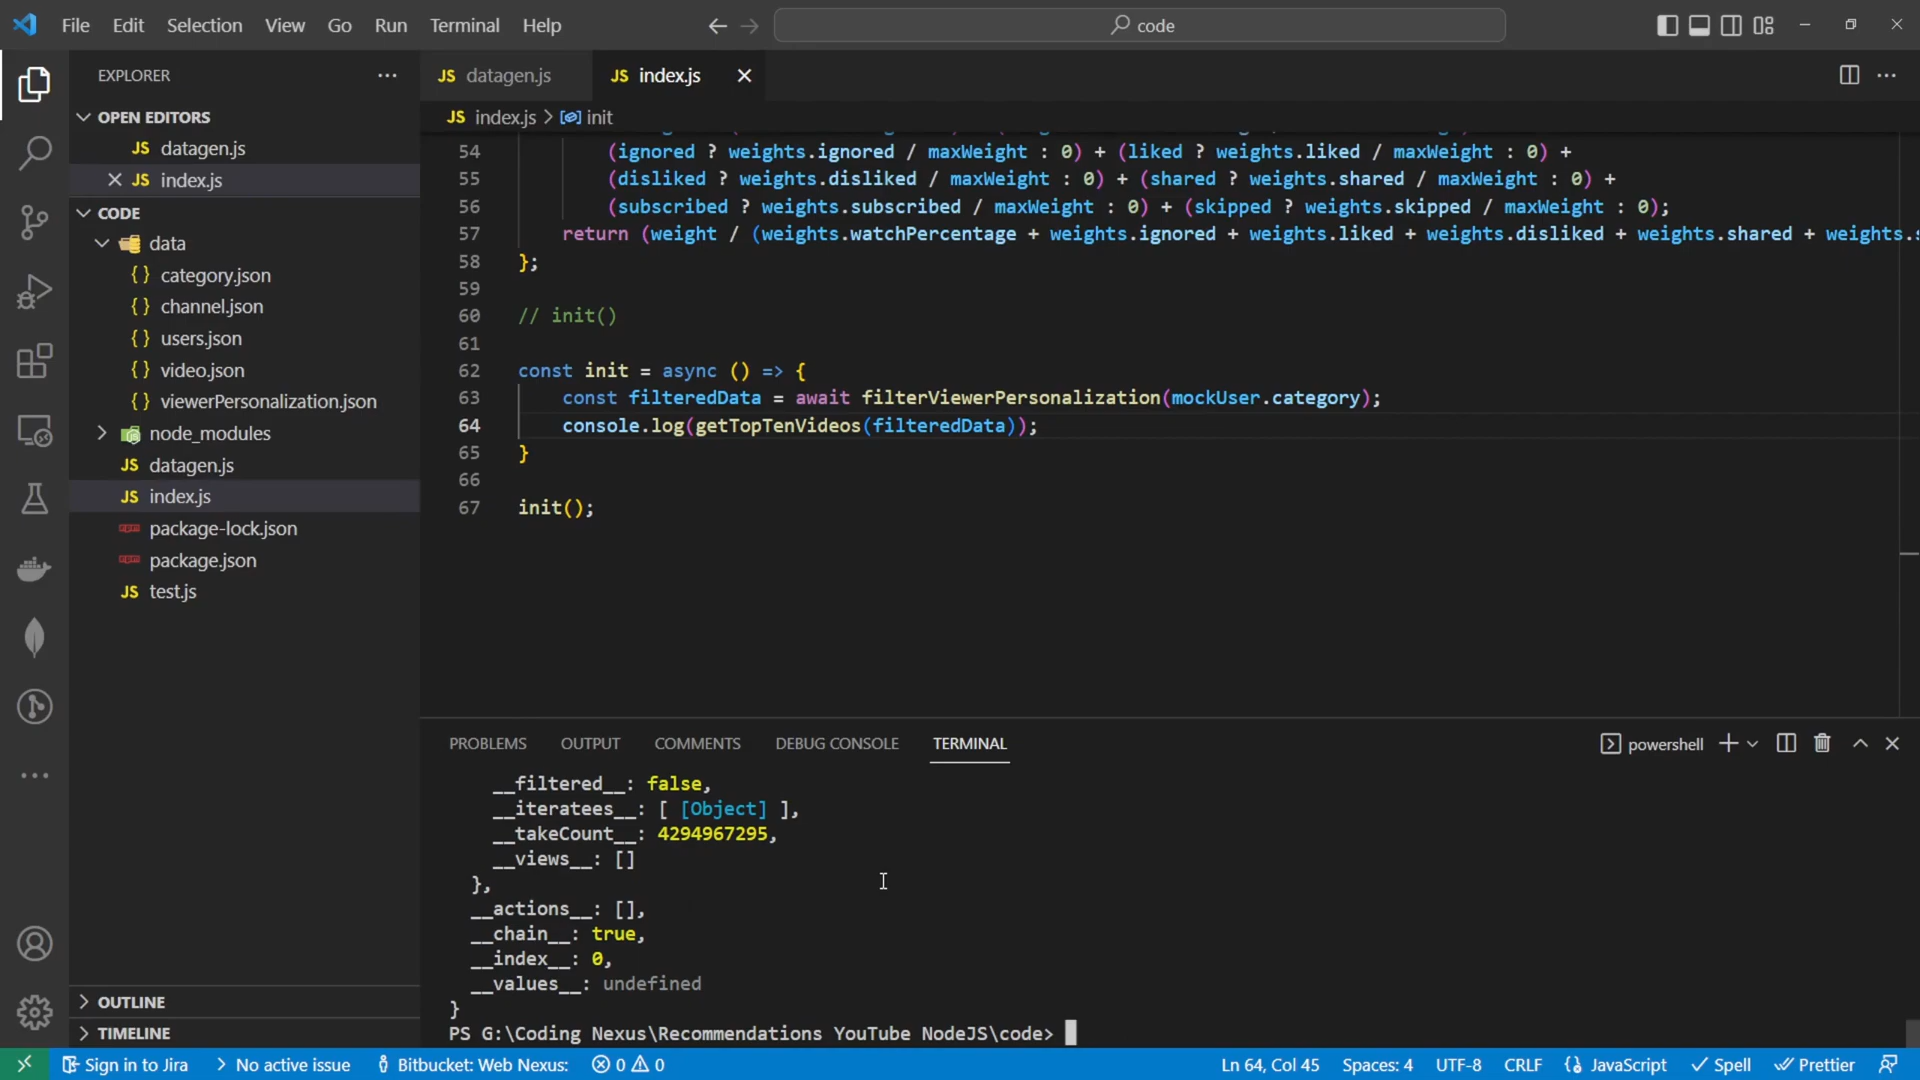 File Edit Selection View Go Run Terminal Help
code
EXPLORER
OPEN EDITORS
JS datagen.js
JS index.js
CODE
data
{} category.json
{} channel.json
{} users.json
{} video.json
{} viewerPersonalization.json
node_modules
JS datagen.js
JS index.js
package-lock.json
package.json
JS test.js
OUTLINE
TIMELINE
JS datagen.js JS index.js
JS index.js > init
54 (ignored ? weights.ignored / maxWeight : 0) + (liked ? weights.liked / maxWeight : 0) +
55 (disliked ? weights.disliked / maxWeight : 0) + (shared ? weights.shared / maxWeight : 0) +
56 (subscribed ? weights.subscribed / maxWeight : 0) + (skipped ? weights.skipped / maxWeight : 0);
57 return (weight / (weights.watchPercentage + weights.ignored + weights.liked + weights.disliked + weights.shared + weights.s
58 };
59
60 // init()
61
62 const init = async () => {
63 const filteredData = await filterViewerPersonalization(mockUser.category);
64 console.log(getTopTenVideos(filteredData));
65 }
66
67 init();
PROBLEMS OUTPUT COMMENTS DEBUG CONSOLE TERMINAL powershell
__filtered__: false,
__iteratees__: [ [Object] ],
__takeCount__: 4294967295,
__views__: []
},
__actions__: [],
__chain__: true,
__index__: 0,
__values__: undefined
}
PS G:\Coding Nexus\Recommendations YouTube NodeJS\code>
Sign in to Jira No active issue Bitbucket: Web Nexus: 0 0 Ln 64, Col 45 Spaces: 4 UTF-8 CRLF {} JavaScript Spell Prettier